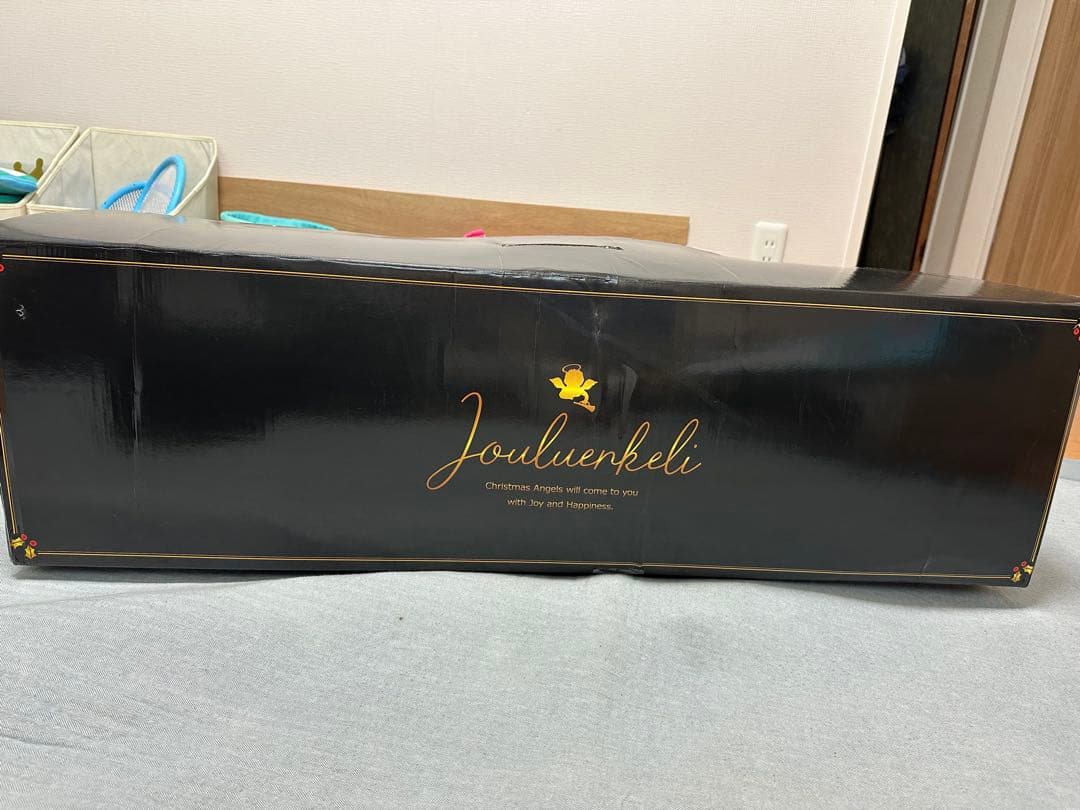 Jouluenkeli
Christmas Angels will come to you
with Joy and Happiness.